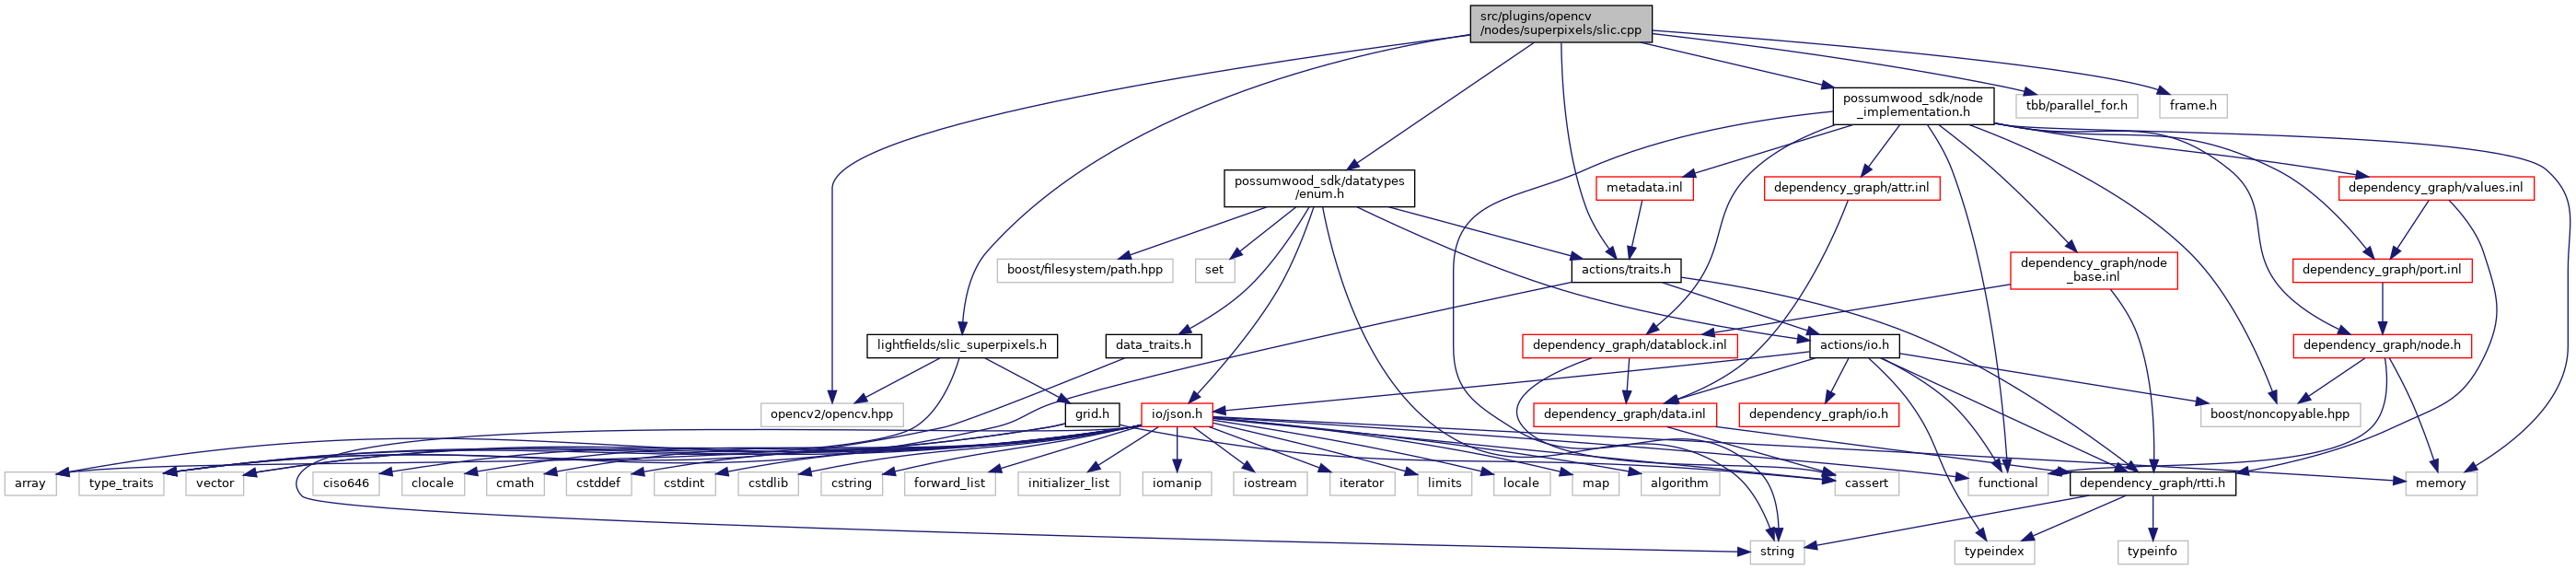 src/plugins/opencv
/nodes/superpixels/slic.cpp
possumwood_sdk/node
_implementation.h
tbb/parallel_for.h
frame.h
possumwood_sdk/datatypes
/enum.h
metadata.inl
dependency_graph/attr.inl
dependency_graph/values.inl
boost/filesystem/path.hpp
set
actions/traits.h
dependency_graph/node
_base.inl
dependency_graph/port.inl
lightfields/slic_superpixels.h
data_traits.h
dependency_graph/datablock.inl
actions/io.h
dependency_graph/node.h
opencv2/opencv.hpp
grid.h
io/json.h
dependency_graph/data.inl
dependency_graph/io.h
boost/noncopyable.hpp
array
type_traits
vector
ciso646
clocale
cmath
cstddef
cstdint
cstdlib
cstring
forward_list
initializer_list
iomanip
iostream
iterator
limits
locale
map
algorithm
cassert
functional
dependency_graph/rtti.h
memory
string
typeindex
typeinfo